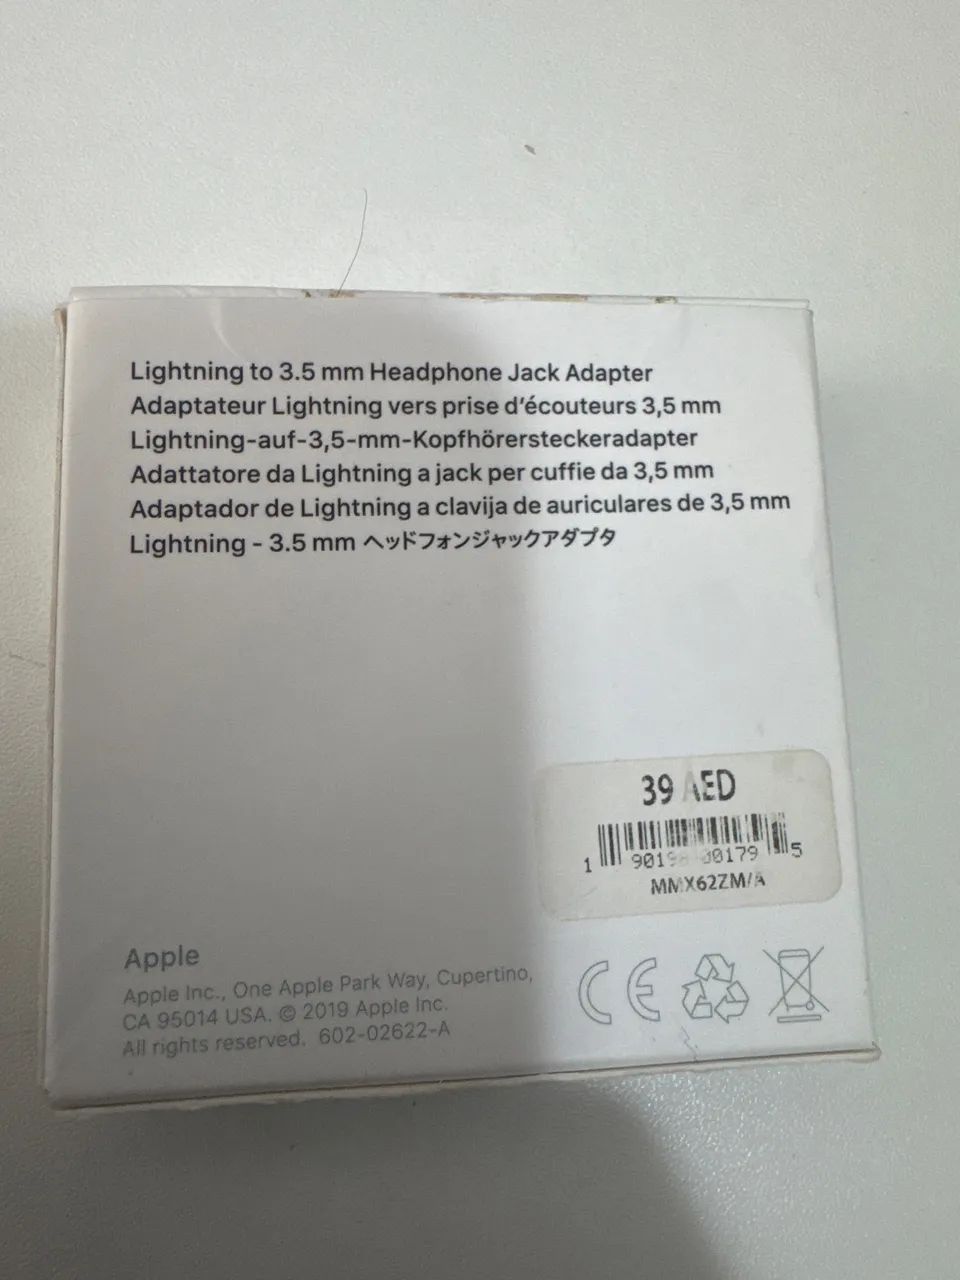 Lightning to 3.5 mm Headphone Jack Adapter
Adaptateur Lightning vers prise d’écouteurs 3,5 mm
Lightning-auf-3,5-mm-Kopfhörersteckeradapter
Adattatore da Lightning a jack per cuffie da 3,5 mm
Adaptador de Lightning a clavija de auriculares de 3,5 mm
Lightning - 3.5 mm ヘッドフォンジャックアダプタ
39 AED
1 5
MMX62ZM/A
Apple
Apple Inc., One Apple Park Way, Cupertino,
CA 95014 USA. © 2019 Apple Inc.
All rights reserved. 602-02622-A
CE